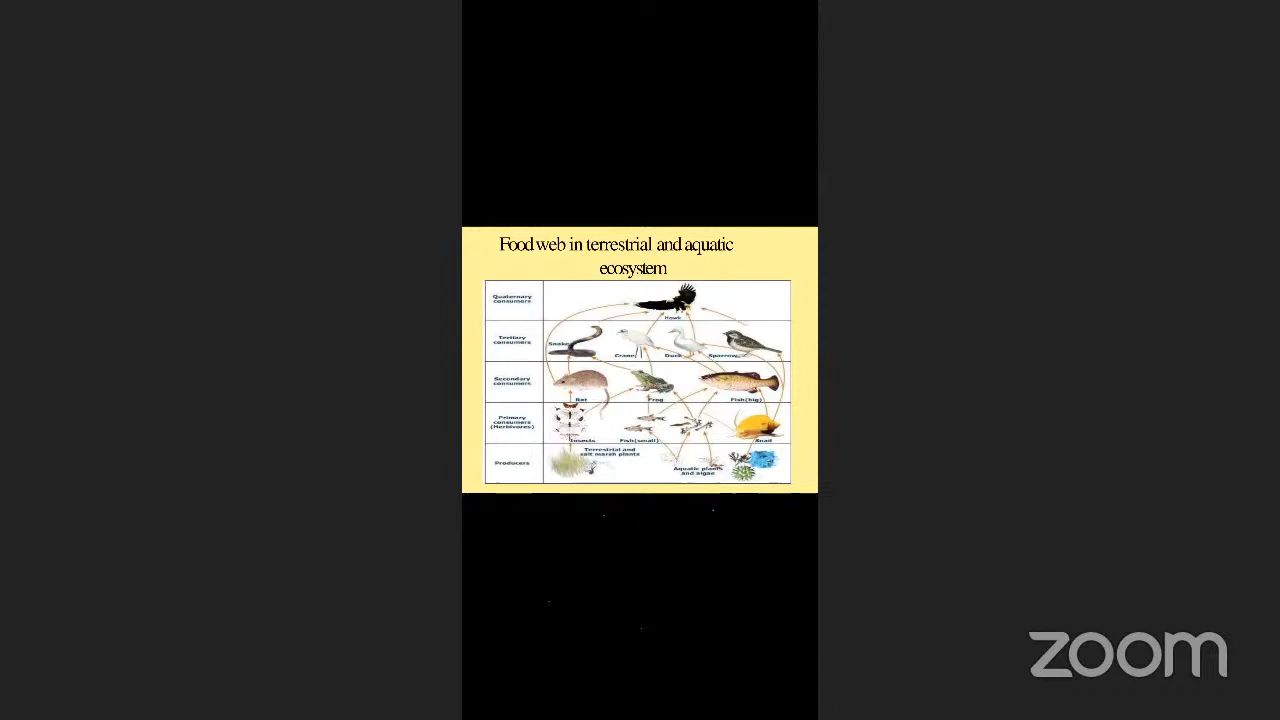 Food web in terrestrial and aquatic
ecosystem
Quaternary
consumers
Hawk
Tertiary
consumers
Snake
Crane
Duck
Sparrow
Secondary
consumers
Rat
Frog
Fish(big)
Primary
consumers
(Herbivores)
Insects
Fish(small)
Snail
Producers
Terrestrial and
salt marsh plants
Aquatic plants
and algae
zoom